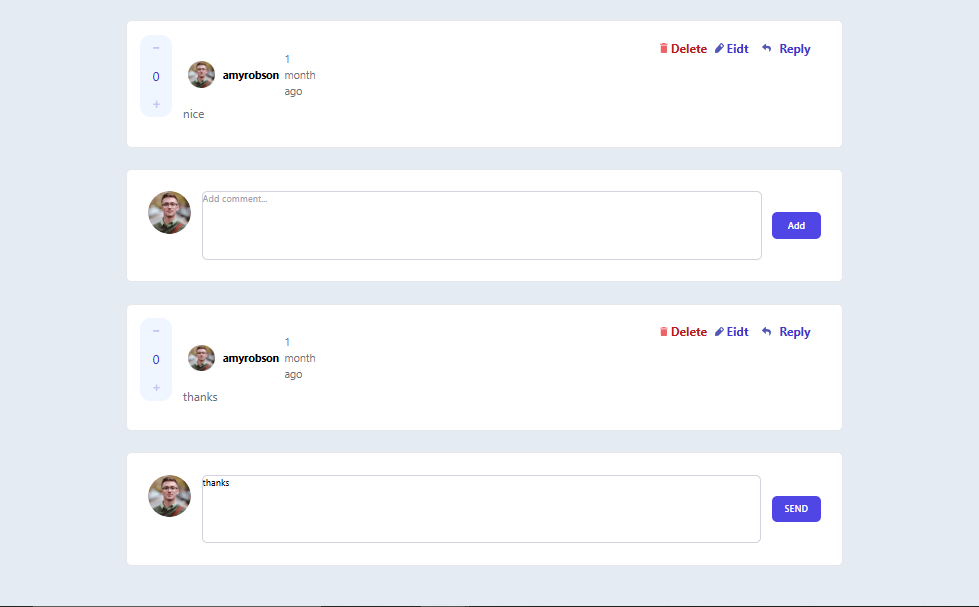 −
Delete Eidt Reply
1
0
amyrobson month
ago
+
nice
Add comment...
Add
−
Delete Eidt Reply
1
0
amyrobson month
ago
+
thanks
thanks
SEND